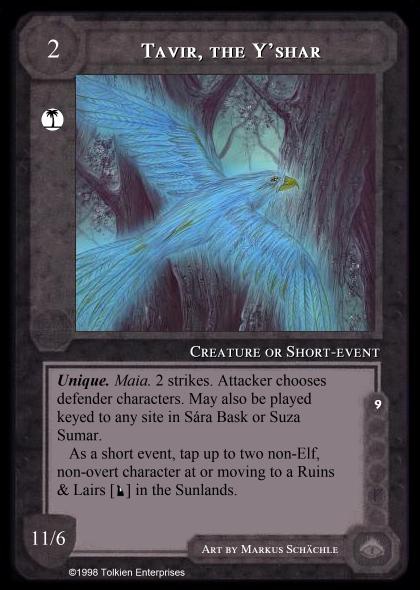 2
Tavir, the Y'shar
Creature or Short-event
Unique. Maia. 2 strikes. Attacker chooses
defender characters. May also be played
keyed to any site in Sára Bask or Suza
Sumar.
As a short event, tap up to two non-Elf,
non-overt character at or moving to a Ruins
& Lairs [ ] in the Sunlands.
9
11/6
Art by Markus Schächle
©1998 Tolkien Enterprises